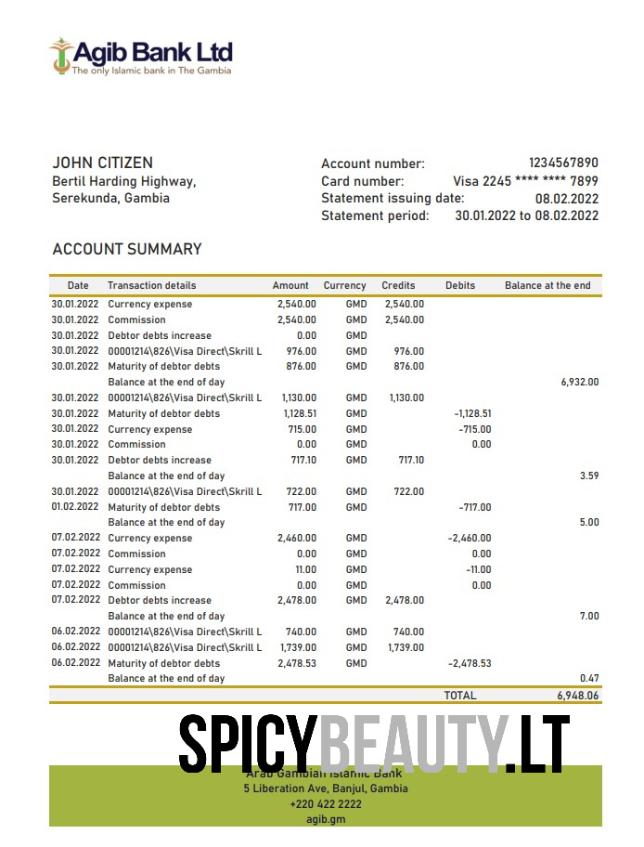 Agib Bank Ltd
The only Islamic bank in The Gambia
JOHN CITIZEN
Bertil Harding Highway,
Serekunda, Gambia
Account number: 1234567890
Card number: Visa 2245 **** **** 7899
Statement issuing date: 08.02.2022
Statement period: 30.01.2022 to 08.02.2022
ACCOUNT SUMMARY
Date Transaction details Amount Currency Credits Debits Balance at the end
30.01.2022 Currency expense 2,540.00 GMD 2,540.00
30.01.2022 Commission 2,540.00 GMD 2,540.00
30.01.2022 Debtor debts increase 0.00 GMD
30.01.2022 00001214\826\Visa Direct\Skrill L 976.00 GMD 976.00
30.01.2022 Maturity of debtor debts 876.00 GMD 876.00
Balance at the end of day 6,932.00
30.01.2022 00001214\826\Visa Direct\Skrill L 1,130.00 GMD 1,130.00
30.01.2022 Maturity of debtor debts 1,128.51 GMD -1,128.51
30.01.2022 Currency expense 715.00 GMD -715.00
30.01.2022 Commission 0.00 GMD 0.00
30.01.2022 Debtor debts increase 717.10 GMD 717.10
Balance at the end of day 3.59
30.01.2022 00001214\826\Visa Direct\Skrill L 722.00 GMD 722.00
01.02.2022 Maturity of debtor debts 717.00 GMD -717.00
Balance at the end of day 5.00
07.02.2022 Currency expense 2,460.00 GMD -2,460.00
07.02.2022 Commission 0.00 GMD 0.00
07.02.2022 Currency expense 11.00 GMD -11.00
07.02.2022 Commission 0.00 GMD 0.00
07.02.2022 Debtor debts increase 2,478.00 GMD 2,478.00
Balance at the end of day 7.00
06.02.2022 00001214\826\Visa Direct\Skrill L 740.00 GMD 740.00
06.02.2022 00001214\826\Visa Direct\Skrill L 1,739.00 GMD 1,739.00
06.02.2022 Maturity of debtor debts 2,478.53 GMD -2,478.53
Balance at the end of day 0.47
TOTAL 6,948.06
SPICYBEAUTY.LT
Arab Gambian Islamic Bank
5 Liberation Ave, Banjul, Gambia
+220 422 2222
agib.gm